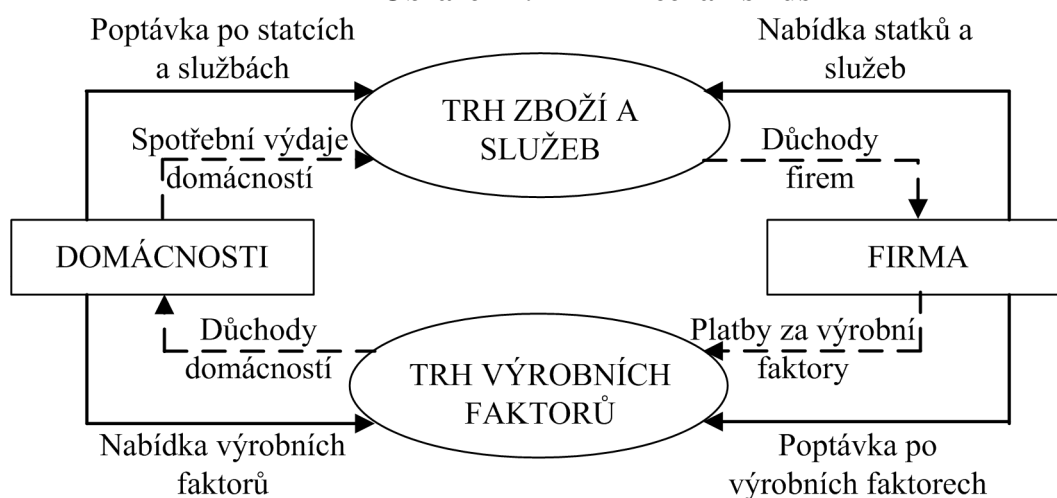 Poptávka po statcích
a službách
Nabídka statků a
služeb
TRH ZBOŽÍ A
SLUŽEB
Spotřební výdaje
domácností
Důchody
firem
DOMÁCNOSTI
FIRMA
Důchody
domácností
Platby za výrobní
faktory
TRH VÝROBNÍCH
FAKTORŮ
Nabídka výrobních
faktorů
Poptávka po
výrobních faktorech